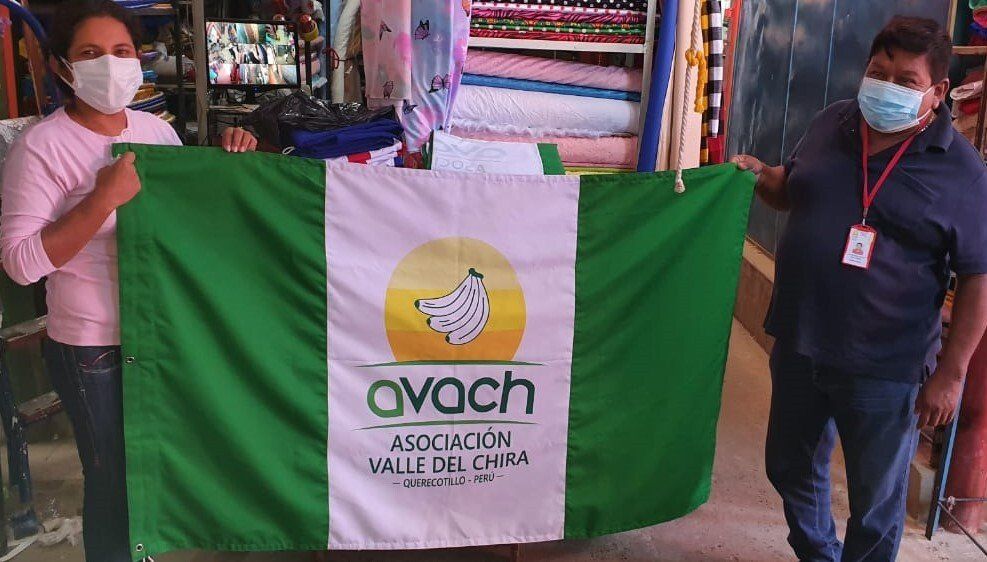 avach
ASOCIACIÓN
VALLE DEL CHIRA
- QUERECOTILLO - PERÚ -